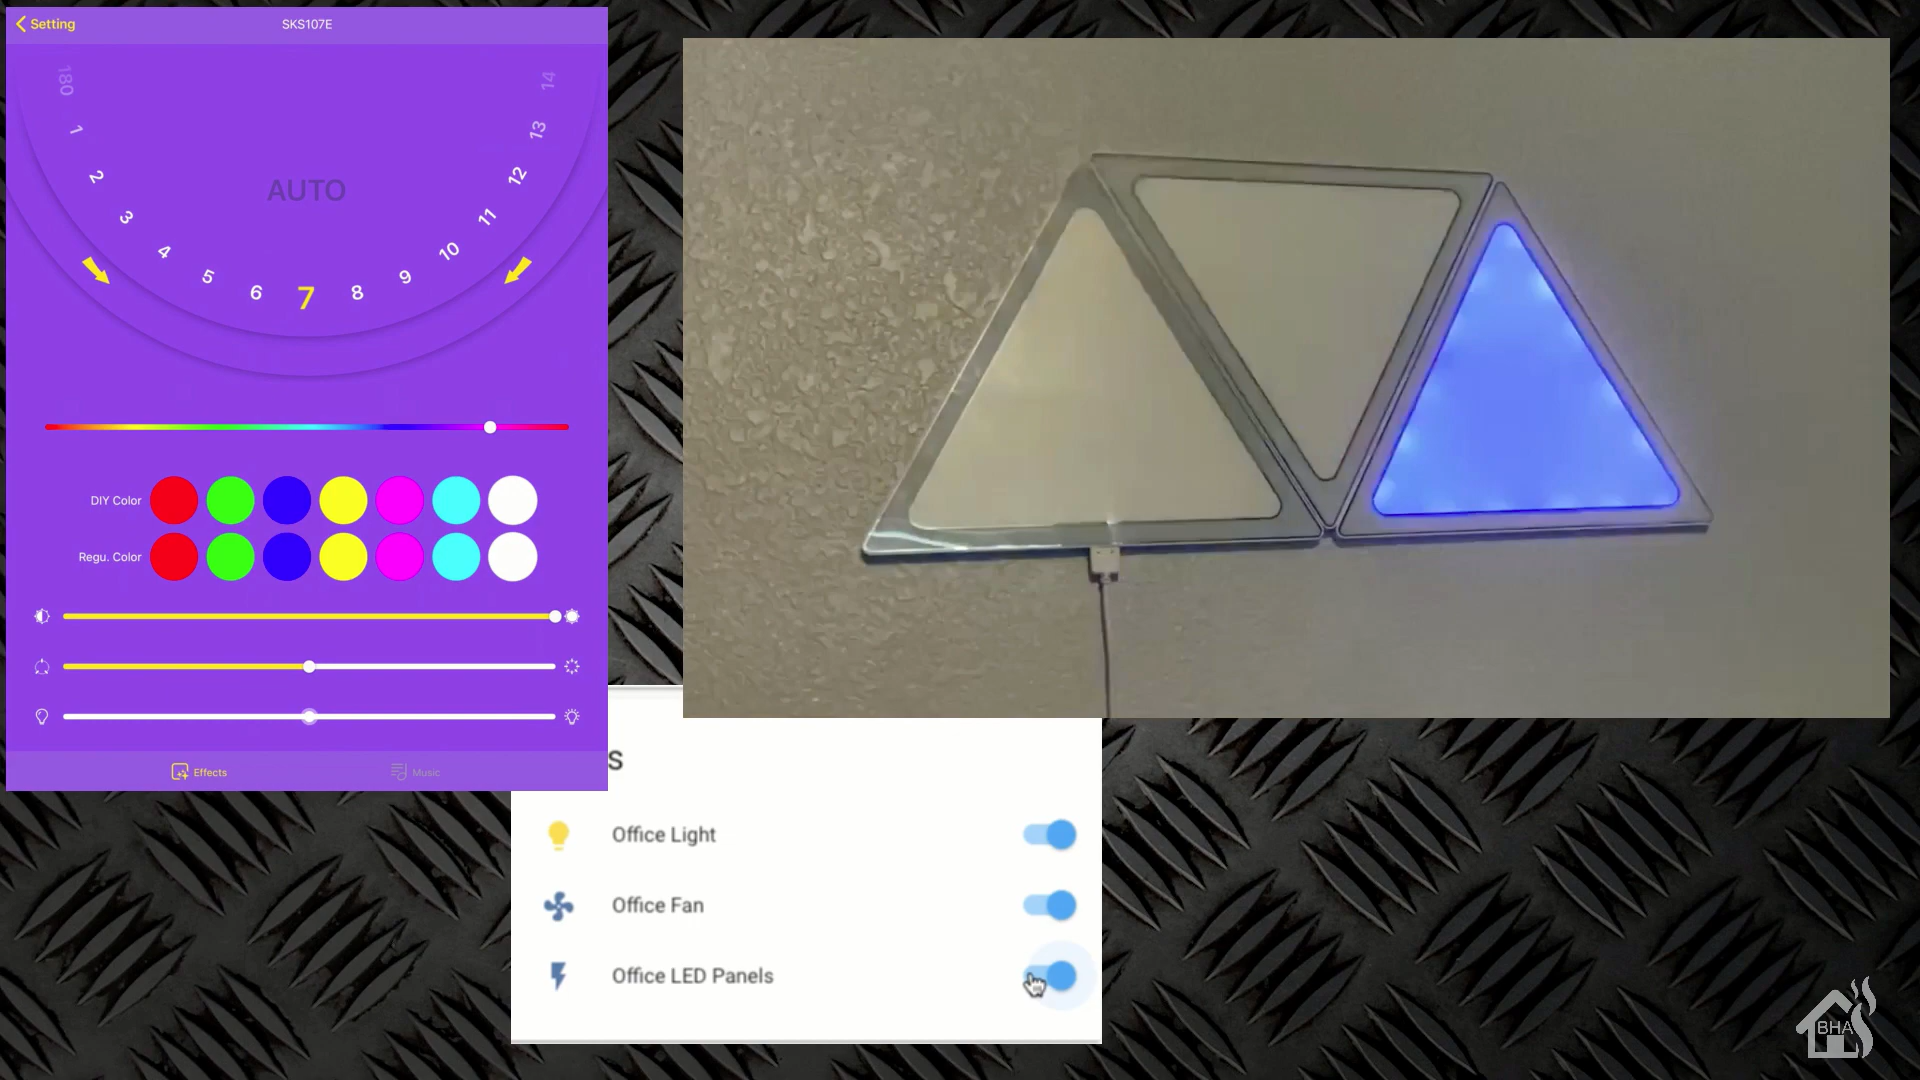 Setting
SKS107E
AUTO
180
1
2
3
4
5
6
7
8
9
10
11
12
13
14
DIY Color
Regu. Color
Effects
Music
s
Office Light
Office Fan
Office LED Panels
BHA